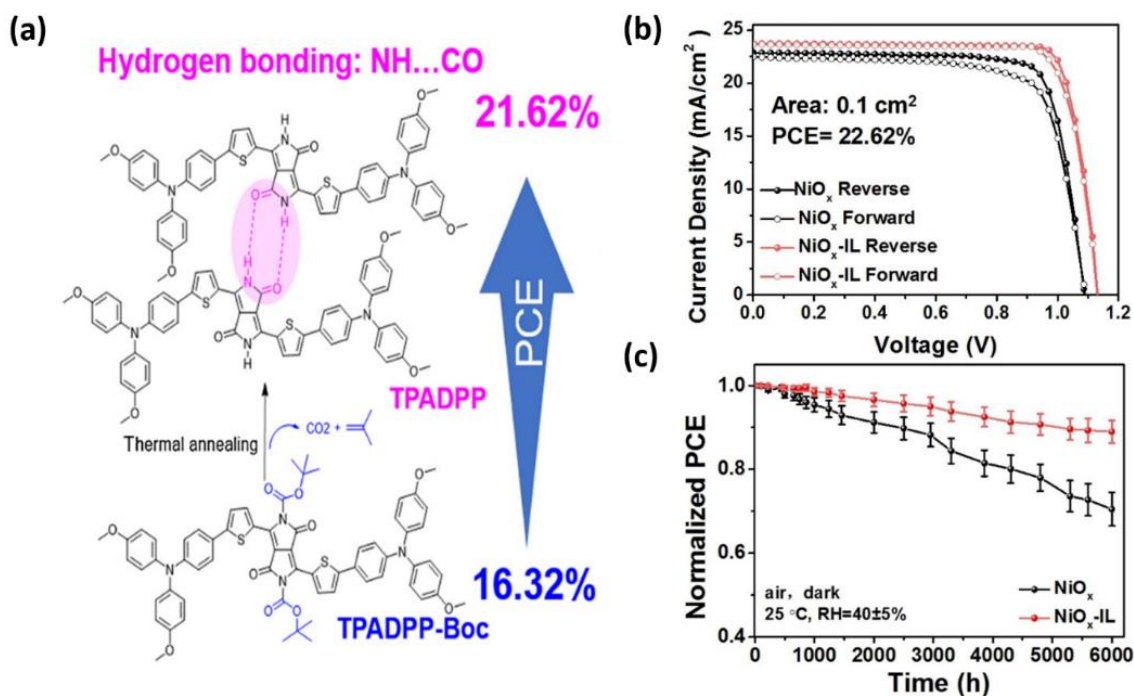 (a)
Hydrogen bonding: NH...CO
21.62%
PCE
TPADPP
Thermal annealing
CO2 +
TPADPP-Boc
16.32%
(b)
Current Density (mA/cm²)
25
20
15
10
5
0
Area: 0.1 cm²
PCE= 22.62%
NiOₓ Reverse
NiOₓ Forward
NiOₓ-IL Reverse
NiOₓ-IL Forward
0.0 0.2 0.4 0.6 0.8 1.0 1.2
Voltage (V)
(c)
Normalized PCE
1.0
0.8
0.6
0.4
air, dark
25 °C, RH=40±5%
NiOₓ
NiOₓ-IL
0 1000 2000 3000 4000 5000 6000
Time (h)